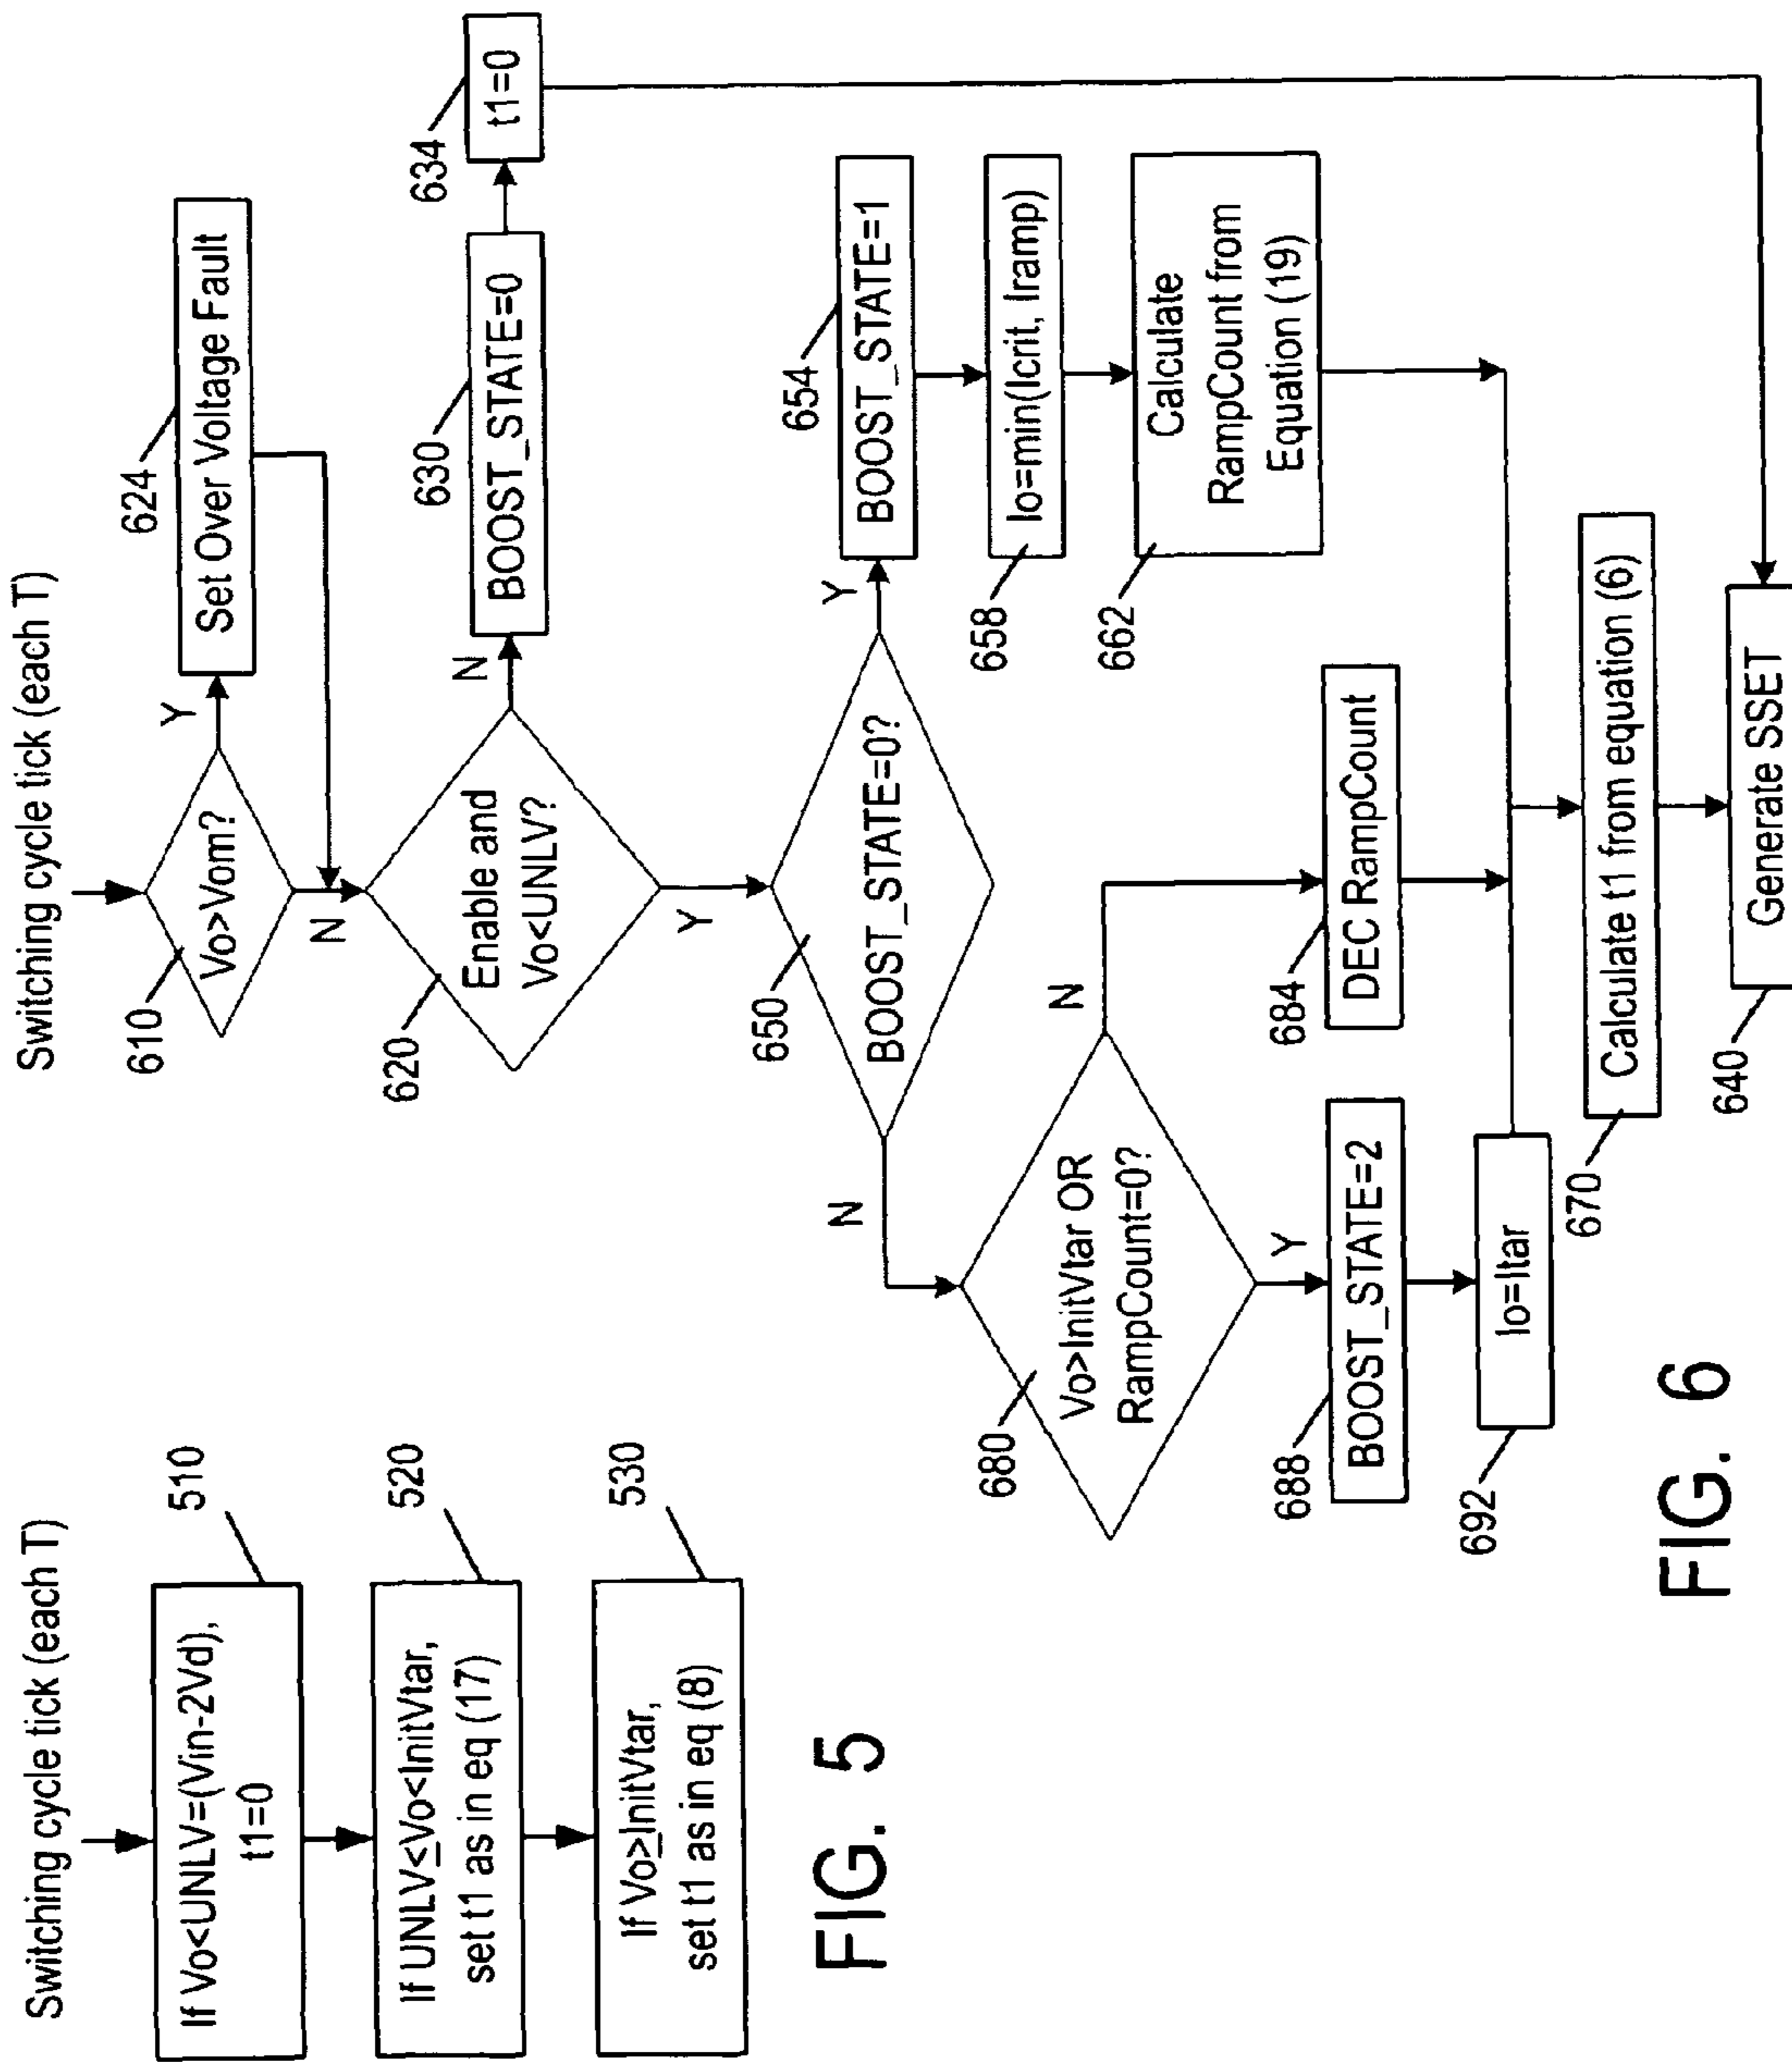 Switching cycle tick (each T)
510
If Vo<UNLV=(Vin-2Vd),
t1=0
520
If UNLV≤Vo<InitVtar,
set t1 as in eq (17)
530
If Vo≥InitVtar,
set t1 as in eq (8)
FIG. 5
Switching cycle tick (each T)
610
Vo>Vom?
Y
N
624
Set Over Voltage Fault
620
Enable and
Vo<UNLV?
N
Y
630
BOOST_STATE=0
634
t1=0
650
BOOST_STATE=0?
Y
N
654
BOOST_STATE=1
658
Io=min(Icrit, Iramp)
662
Calculate
RampCount from
Equation (19)
680
Vo>InitVtar OR
RampCount=0?
N
Y
684
DEC RampCount
688
BOOST_STATE=2
692
Io=Itar
670
Calculate t1 from equation (6)
640
Generate SSET
FIG. 6